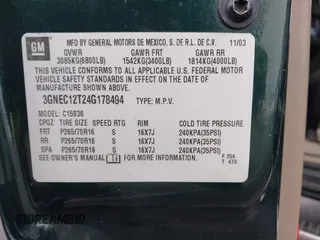 GM
MFD BY GENERAL MOTORS DE MEXICO, S. DE R.L. DE C.V. 11/03
GVWR GAWR FRT GAWR RR
3085KG(6800LB) 1542KG(3400LB) 1814KG(4000LB)
THIS VEHICLE CONFORMS TO ALL APPLICABLE U.S. FEDERAL MOTOR
VEHICLE SAFETY STANDARDS IN EFFECT ON THE DATE OF
MANUFACTURE SHOWN ABOVE.
3GNEC12T24G178494 TYPE: M.P.V.
MODEL: C15936
CPQZ TIRE SIZE SPEED RTG RIM COLD TIRE PRESSURE
FRT P265/70R16 S 16X7J 240KPA(35PSI)
RR P265/70R16 S 16X7J 240KPA(35PSI)
SPA P265/70R16 S 16X7J 240KPA(35PSI)
SEE OWNER'S MANUAL FOR ADDITIONAL INFORMATION
F 256
T 473
STOREAMBID